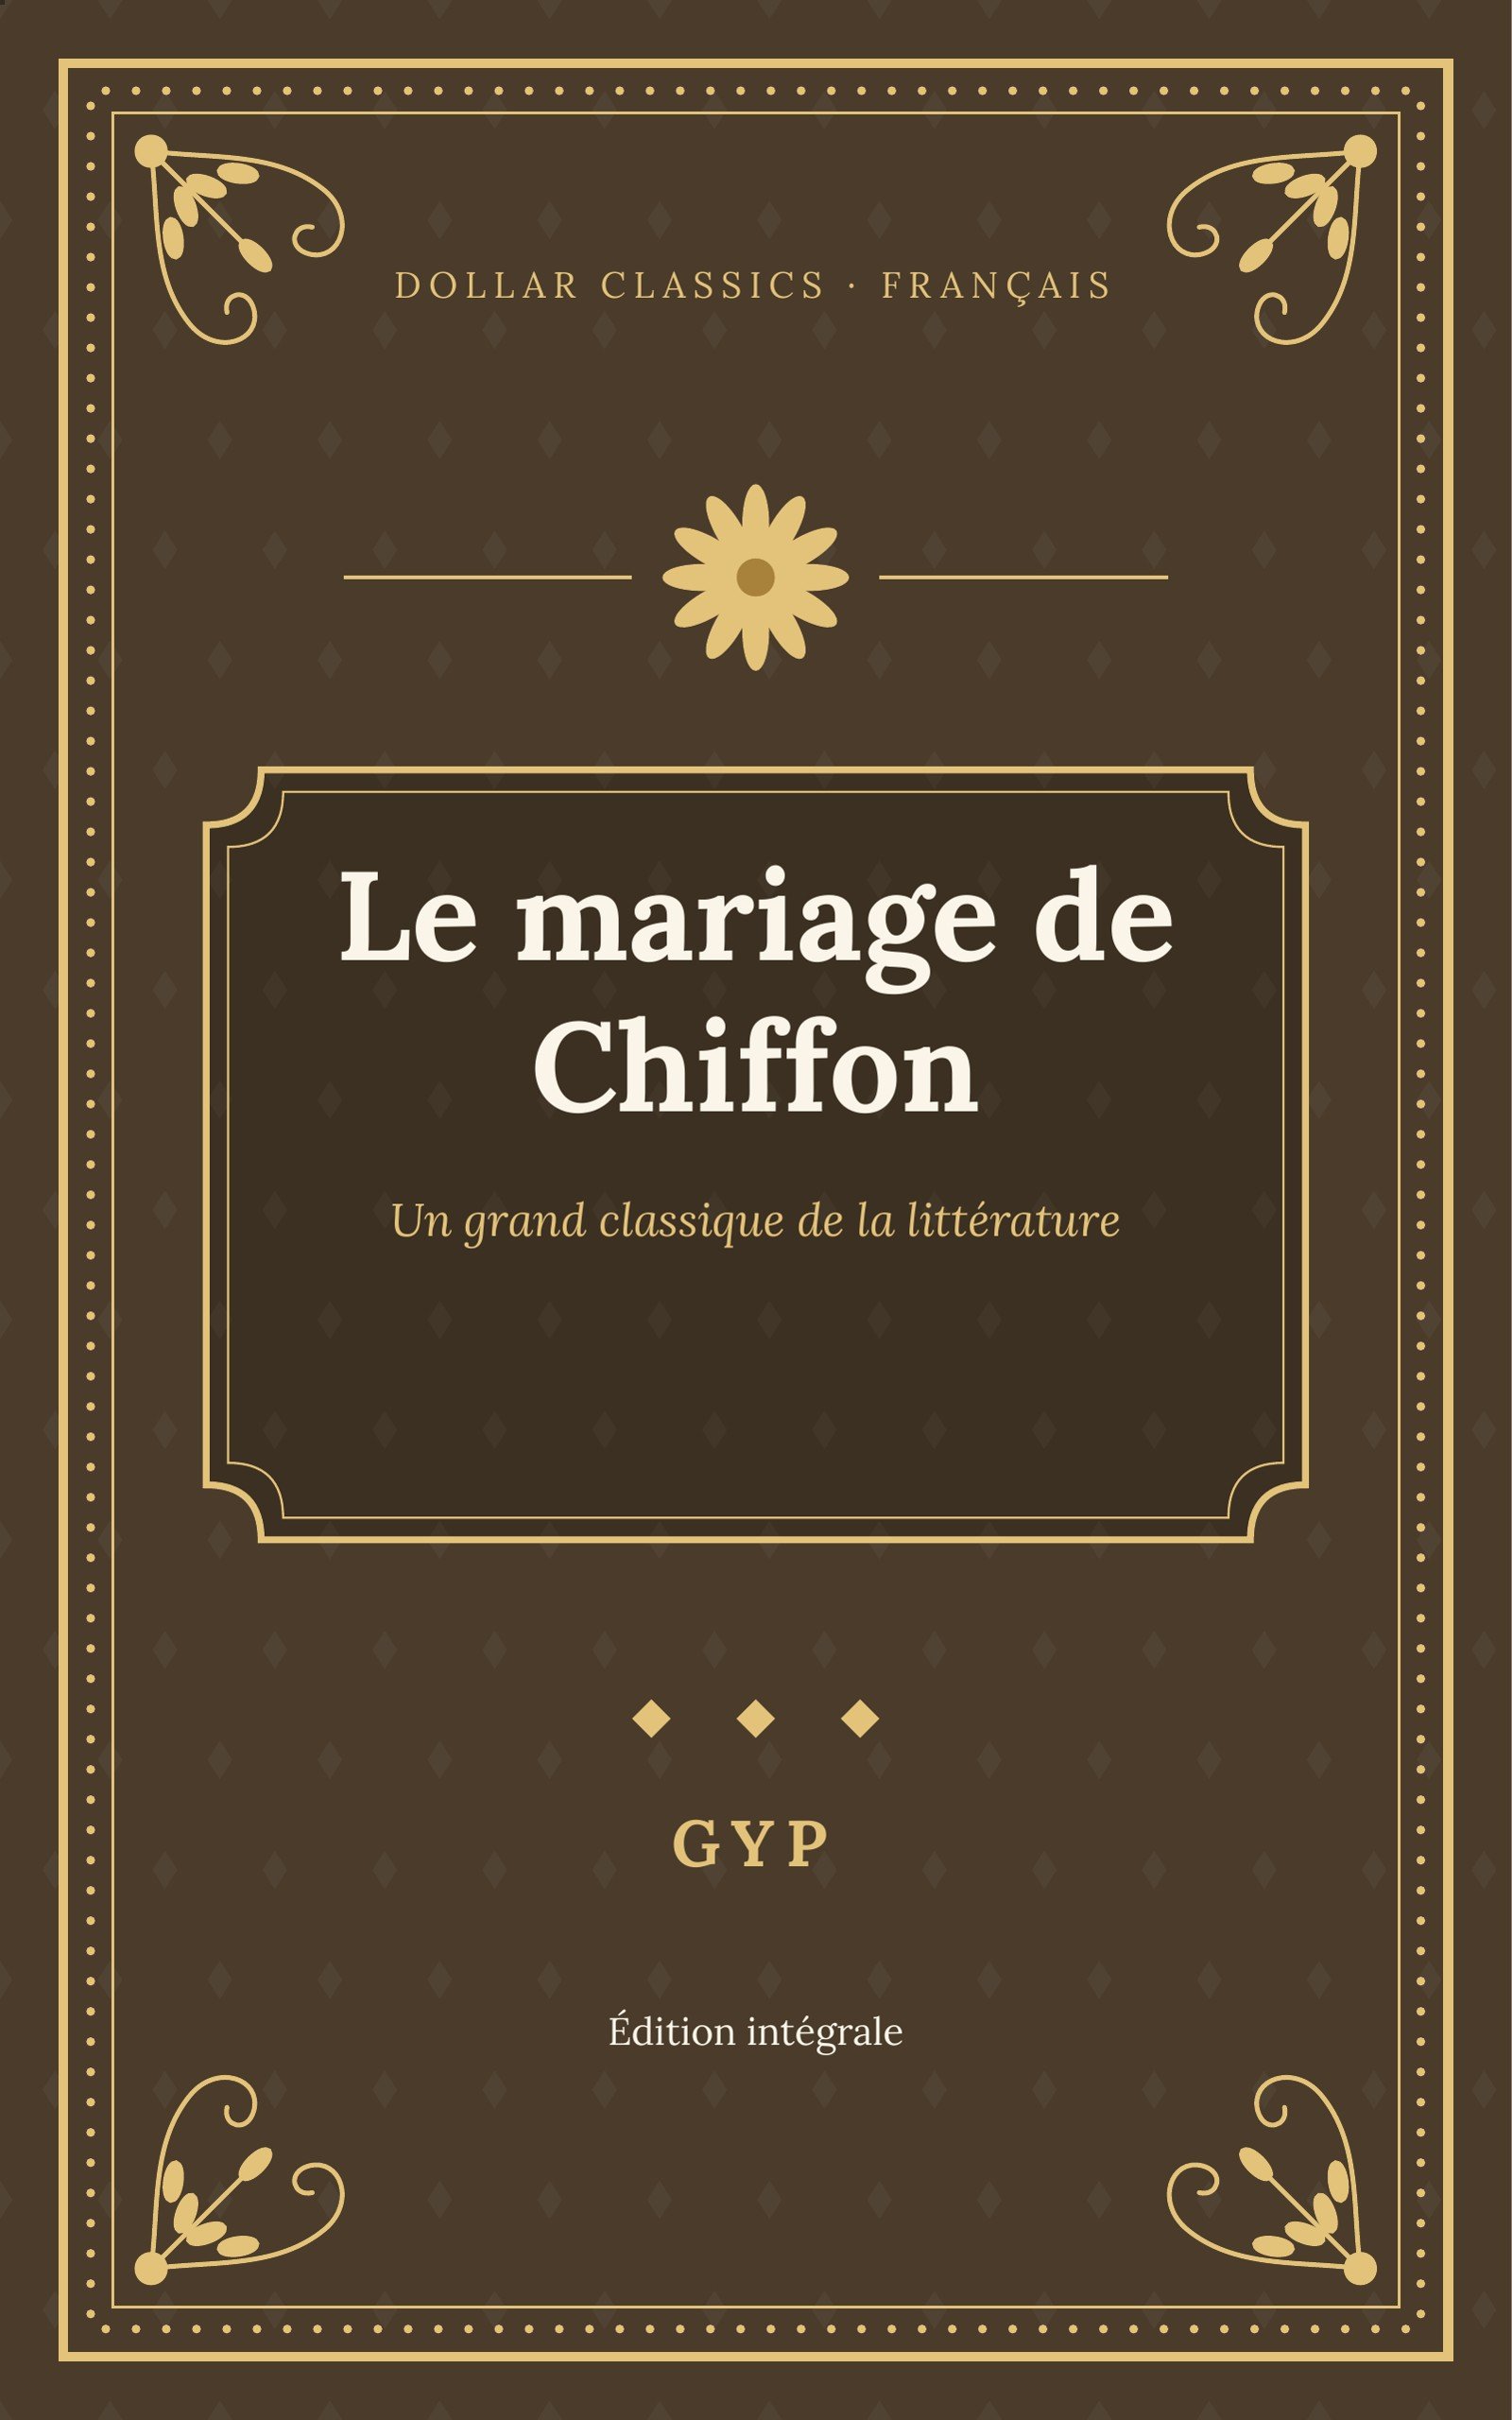 DOLLAR CLASSICS · FRANÇAIS
Le mariage de
Chiffon
Un grand classique de la littérature
GYP
Édition intégrale